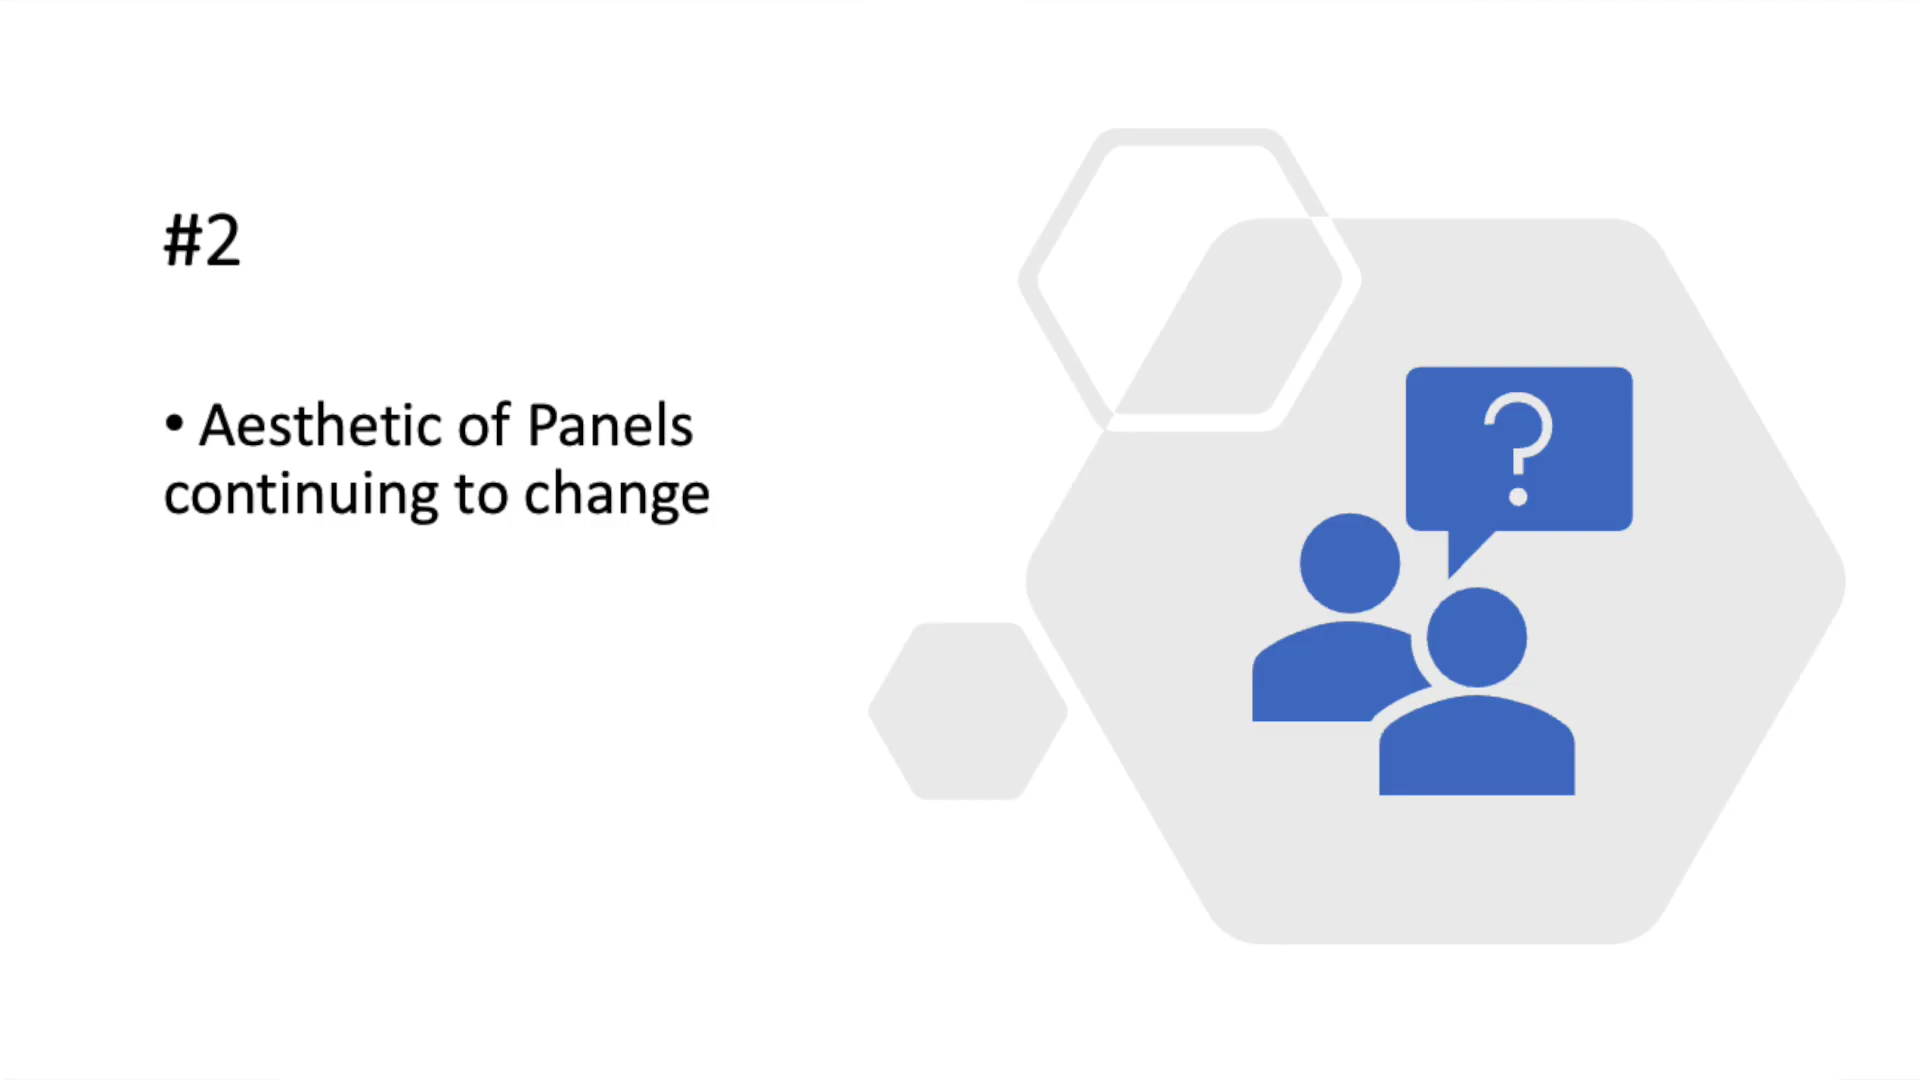 #2
• Aesthetic of Panels
continuing to change
?